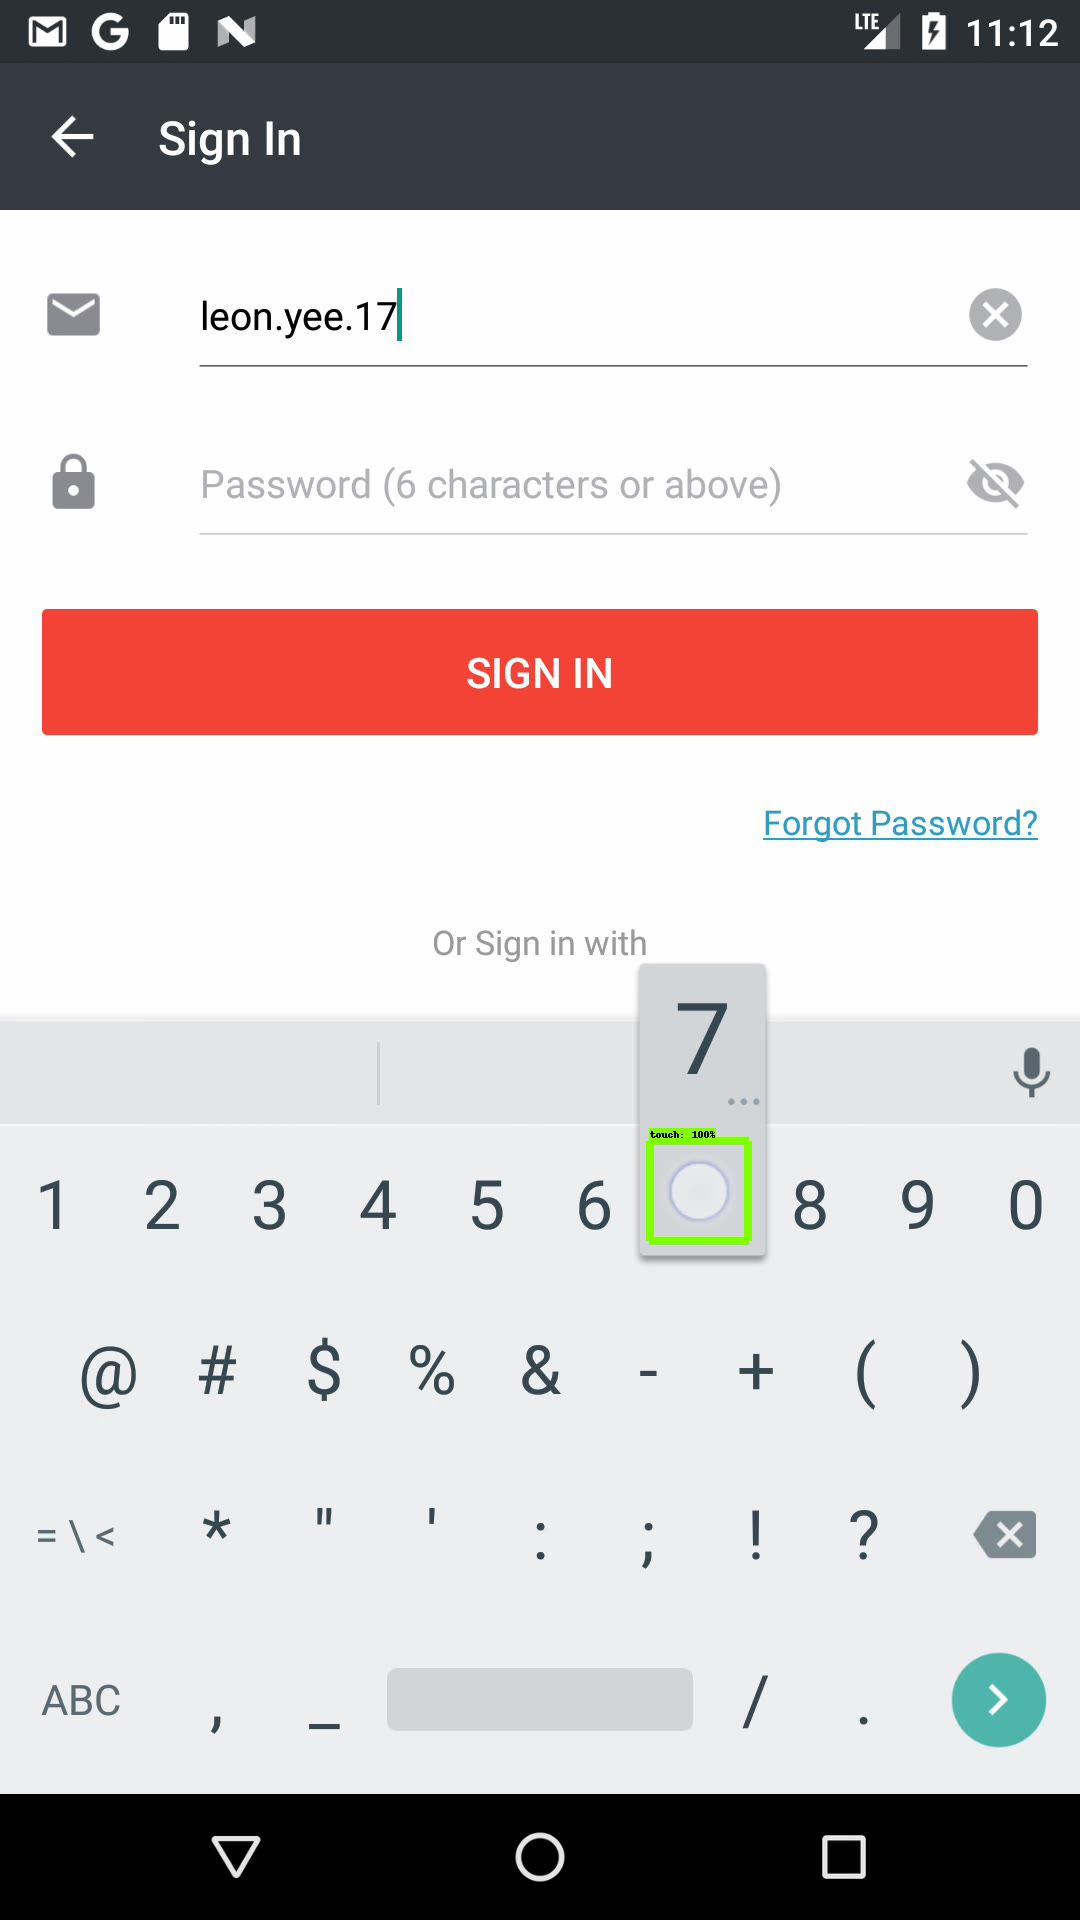 LTE 11:12
Sign In
leon.yee.17
Password (6 characters or above)
SIGN IN
Forgot Password?
Or Sign in with
7
...
touch: 100%
1 2 3 4 5 6 8 9 0
@ # $ % & - + ( )
= \ < * " ' : ; ! ?
ABC , _ / .